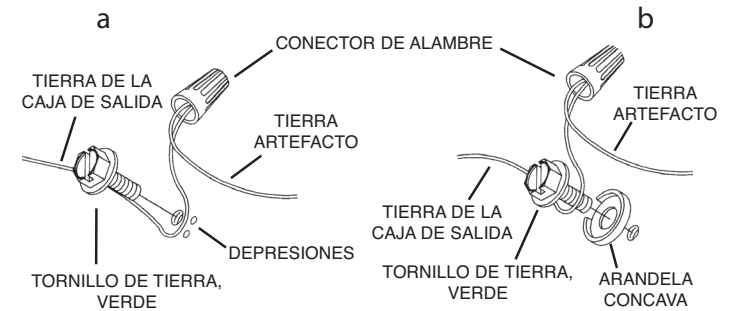 a
b
CONECTOR DE ALAMBRE
TIERRA DE LA
CAJA DE SALIDA
TIERRA
ARTEFACTO
DEPRESIONES
TORNILLO DE TIERRA,
VERDE
TIERRA
ARTEFACTO
TIERRA DE LA
CAJA DE SALIDA
TORNILLO DE TIERRA,
VERDE
ARANDELA
CONCAVA